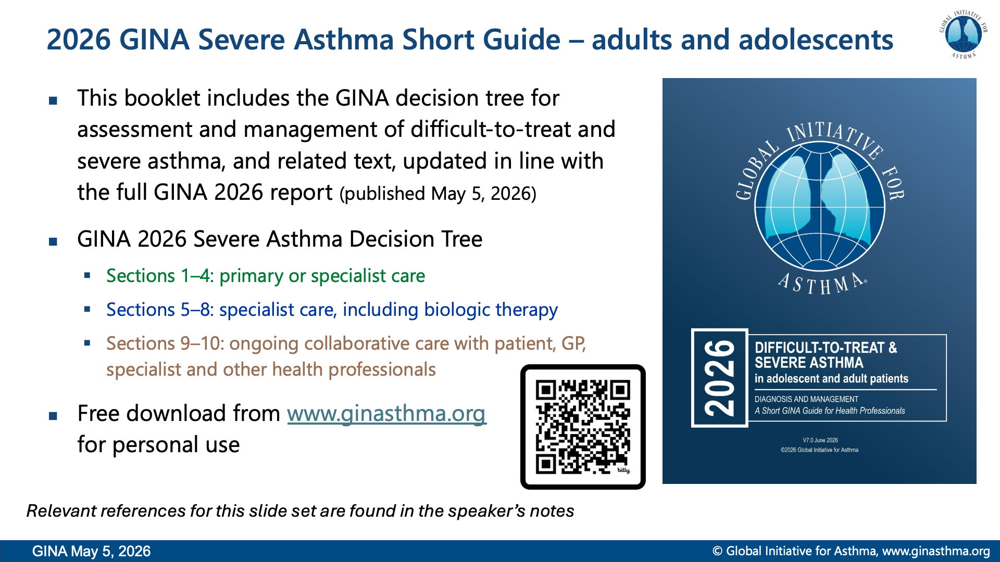 2026 GINA Severe Asthma Short Guide – adults and adolescents
GLOBAL INITIATIVE FOR
ASTHMA
This booklet includes the GINA decision tree for
assessment and management of difficult-to-treat and
severe asthma, and related text, updated in line with
the full GINA 2026 report (published May 5, 2026)
GINA 2026 Severe Asthma Decision Tree
Sections 1–4: primary or specialist care
Sections 5–8: specialist care, including biologic therapy
Sections 9–10: ongoing collaborative care with patient, GP,
specialist and other health professionals
Free download from www.ginasthma.org
for personal use
bitly
GLOBAL INITIATIVE FOR
ASTHMA®
2026
DIFFICULT-TO-TREAT &
SEVERE ASTHMA
in adolescent and adult patients
DIAGNOSIS AND MANAGEMENT
A Short GINA Guide for Health Professionals
V7.0 June 2026
©2026 Global Initiative for Asthma
Relevant references for this slide set are found in the speaker’s notes
GINA May 5, 2026
© Global Initiative for Asthma, www.ginasthma.org